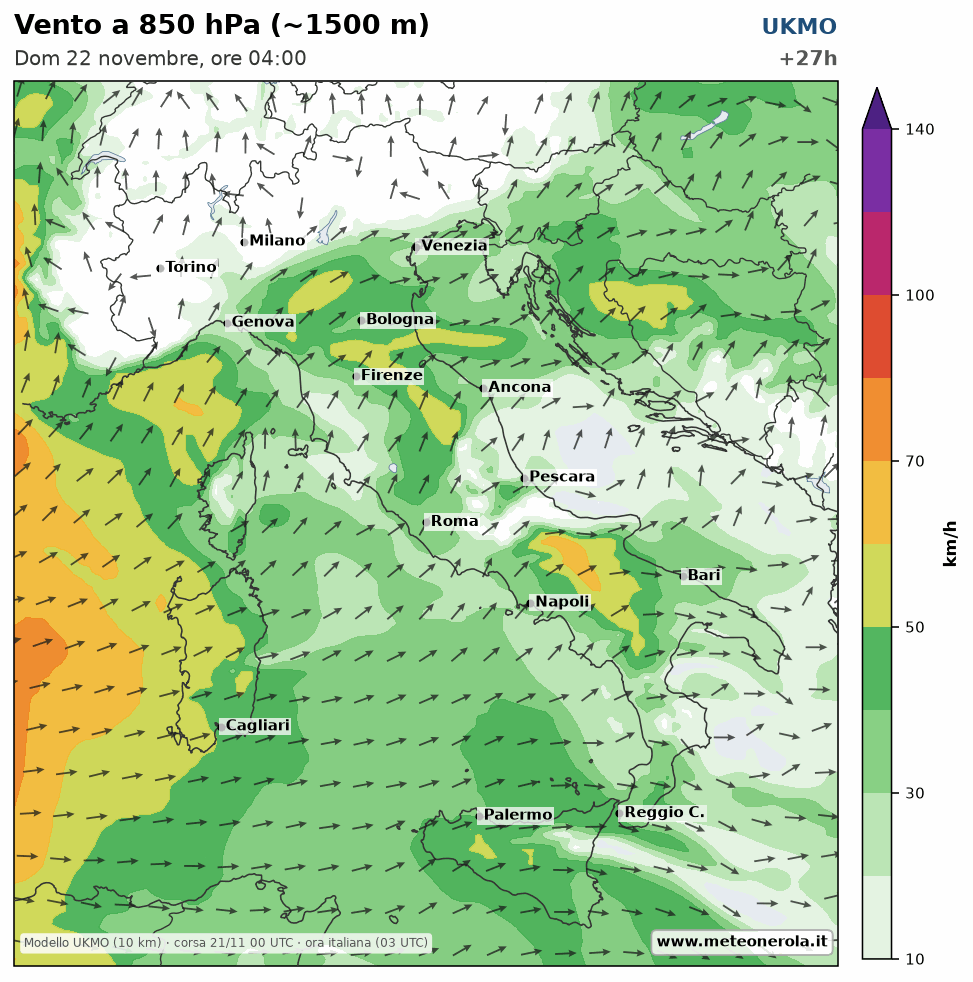 Vento a 850 hPa (~1500 m)
UKMO
Dom 22 novembre, ore 04:00
+27h
140
Milano
Venezia
Torino
100
Genova
Bologna
Firenze
Ancona
70
Pescara
Roma
km/h
Bari
Napoli
50
Cagliari
Palermo
Reggio C.
30
Modello UKMO (10 km) · corsa 21/11 00 UTC · ora italiana (03 UTC)
www.meteonerola.it
10